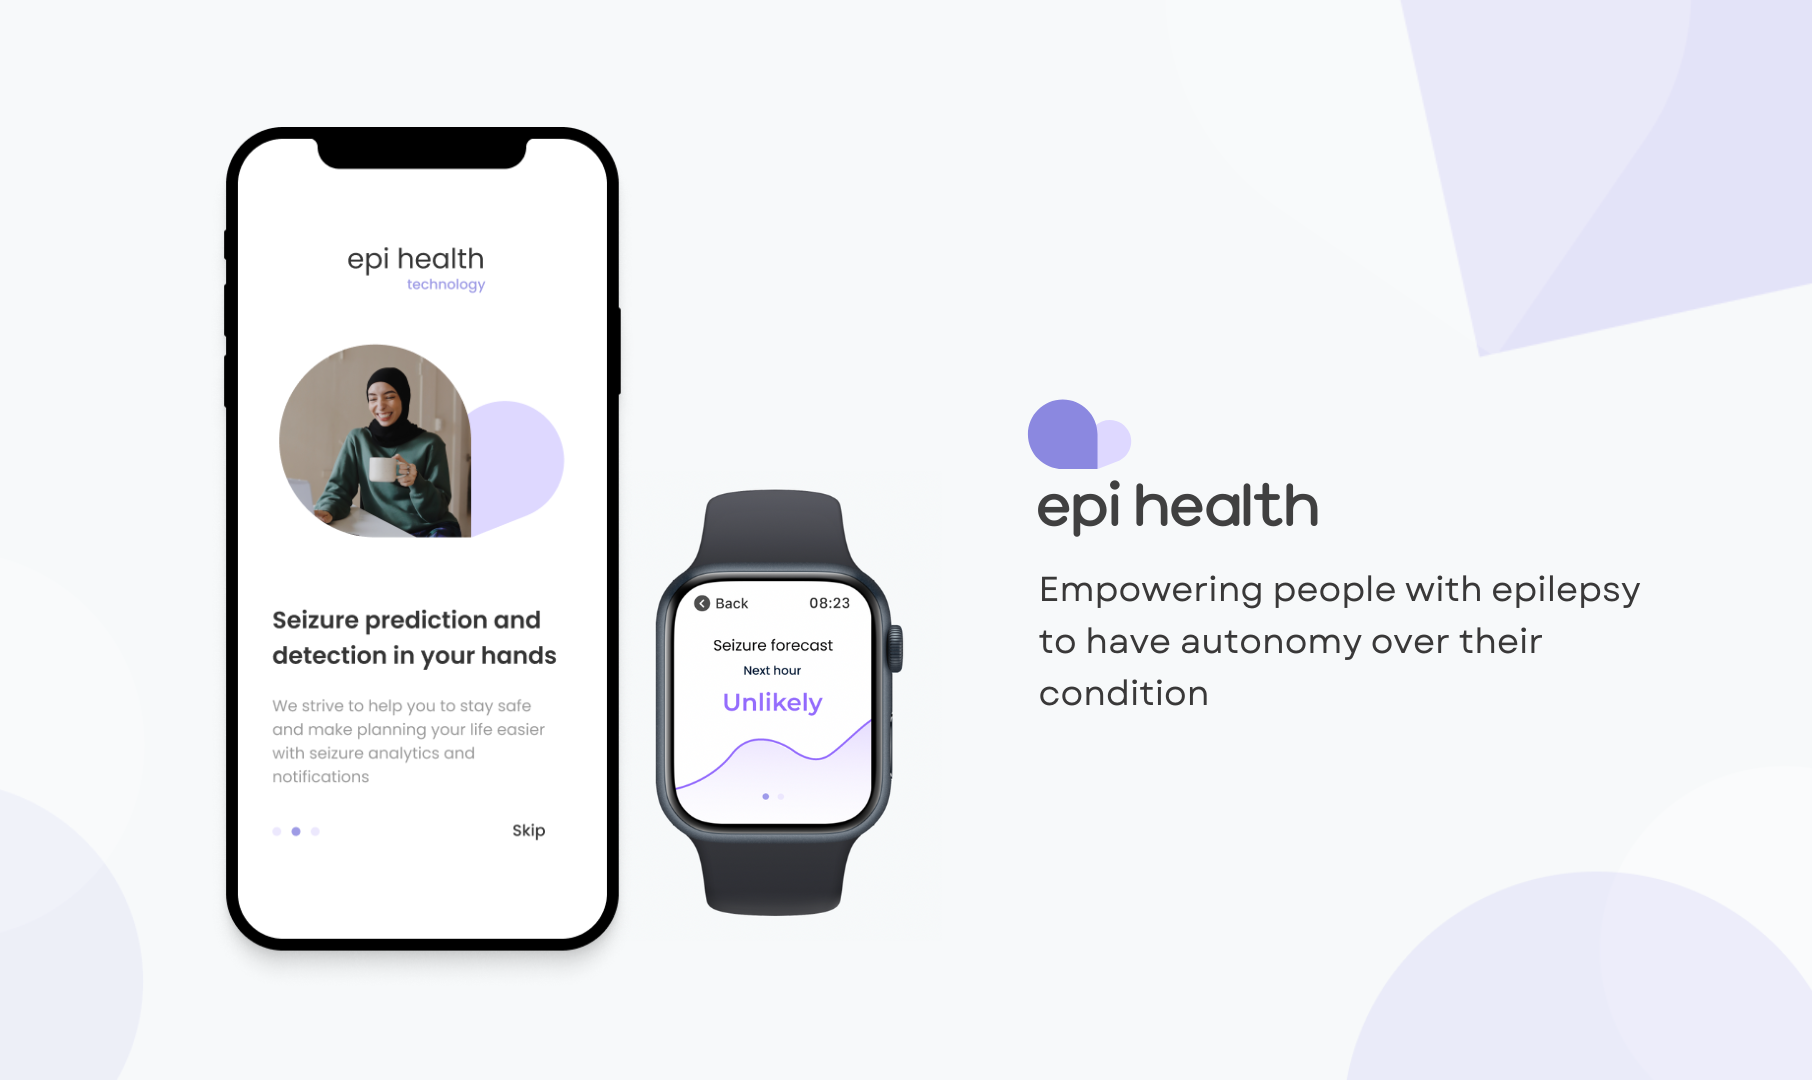 epi health
technology
Seizure prediction and
detection in your hands
We strive to help you to stay safe
and make planning your life easier
with seizure analytics and
notifications
Skip
Back 08:23
Seizure forecast
Next hour
Unlikely
epi health
Empowering people with epilepsy
to have autonomy over their
condition